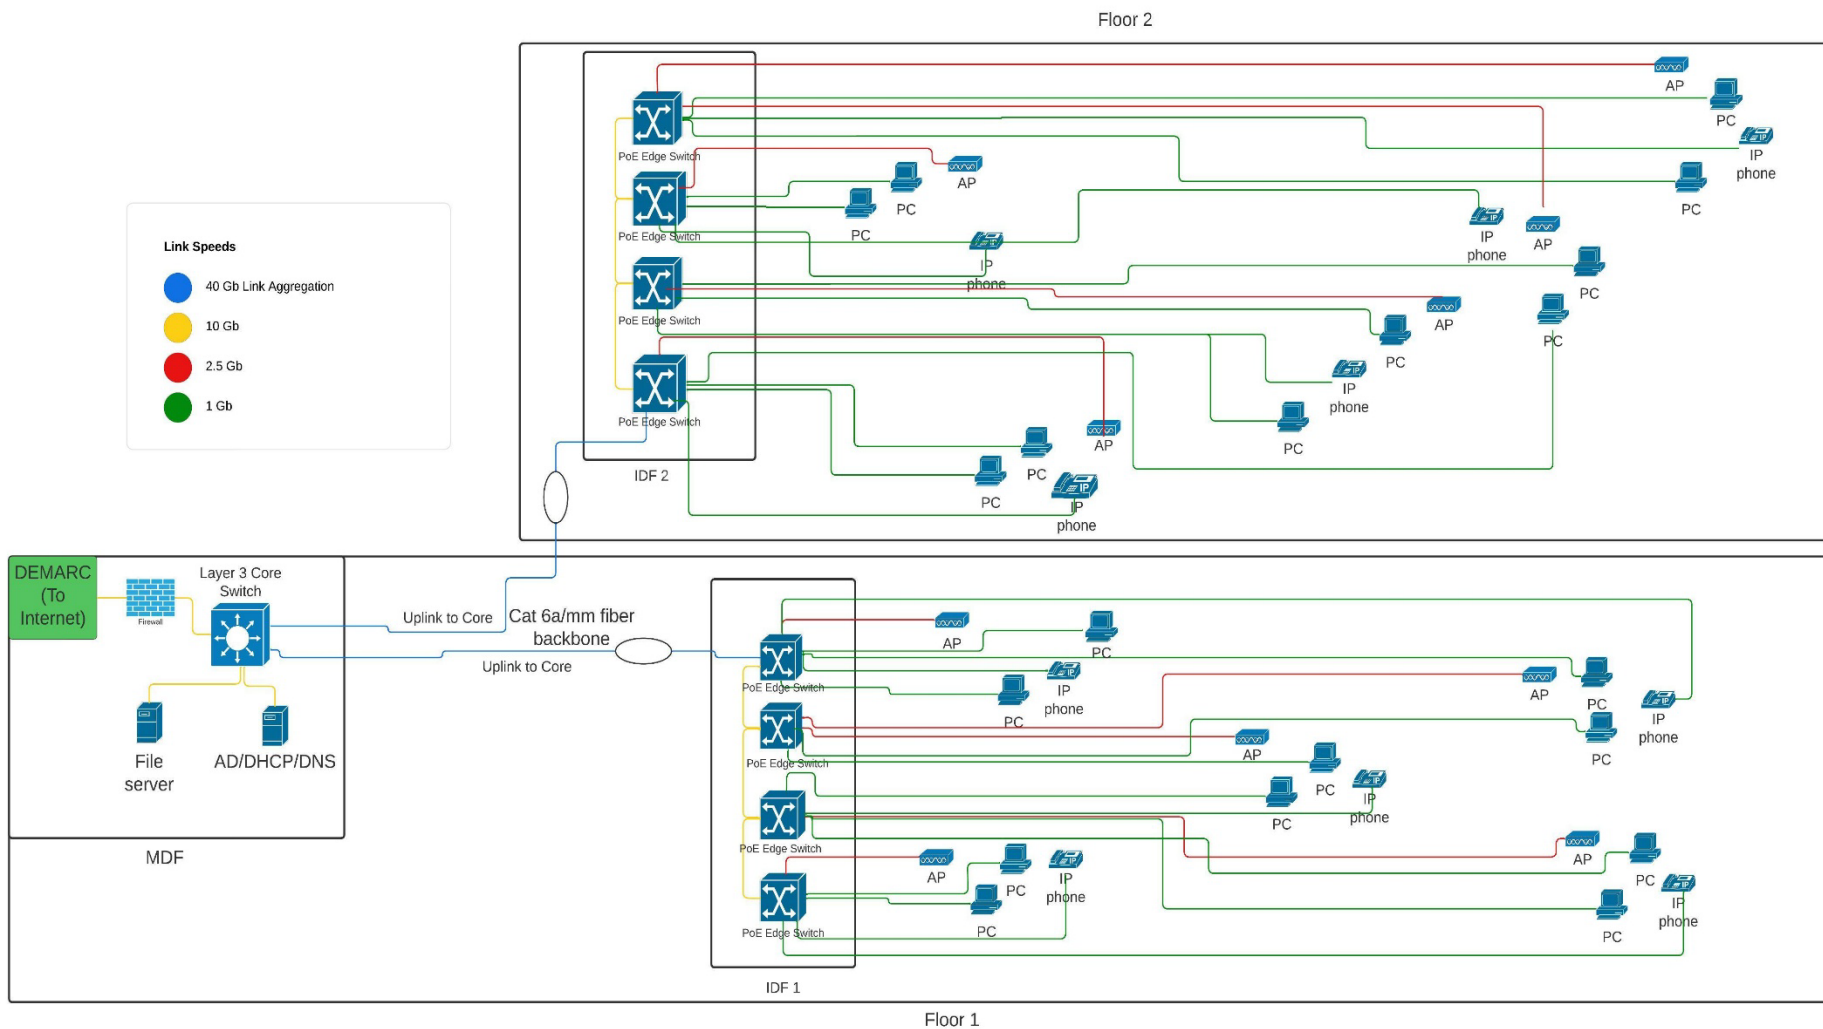 Floor 2
AP
PC
IP
phone
PoE Edge Switch
AP
PC
PC
PC
IP
phone
AP
PoE Edge Switch
IP
phone
PC
AP
PC
PoE Edge Switch
PC
IP
phone
PC
PoE Edge Switch
AP
PC
PC
IP
phone
IDF 2
Link Speeds
40 Gb Link Aggregation
10 Gb
2.5 Gb
1 Gb
DEMARC
(To
Internet)
Firewall
Layer 3 Core
Switch
Uplink to Core
Cat 6a/mm fiber
backbone
Uplink to Core
File
server
AD/DHCP/DNS
MDF
AP
PC
PoE Edge Switch
PC
IP
phone
AP
PC
IP
phone
PoE Edge Switch
AP
PC
PC
PC
IP
phone
PoE Edge Switch
AP
PC
IP
phone
AP
PC
IP
phone
PoE Edge Switch
PC
PC
IDF 1
Floor 1